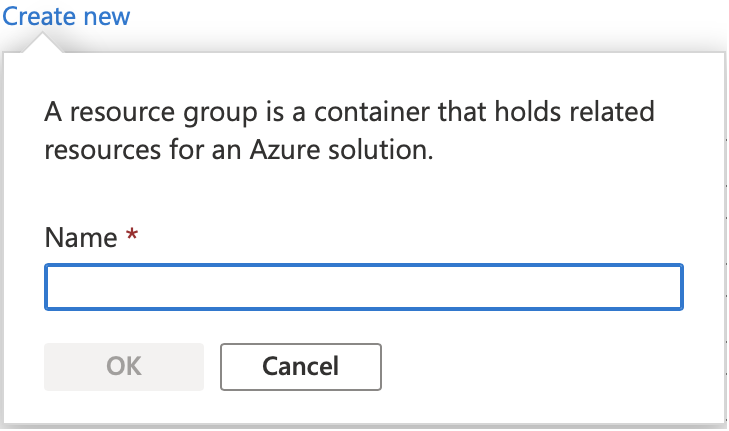 Create new
A resource group is a container that holds related
resources for an Azure solution.
Name *
OK
Cancel